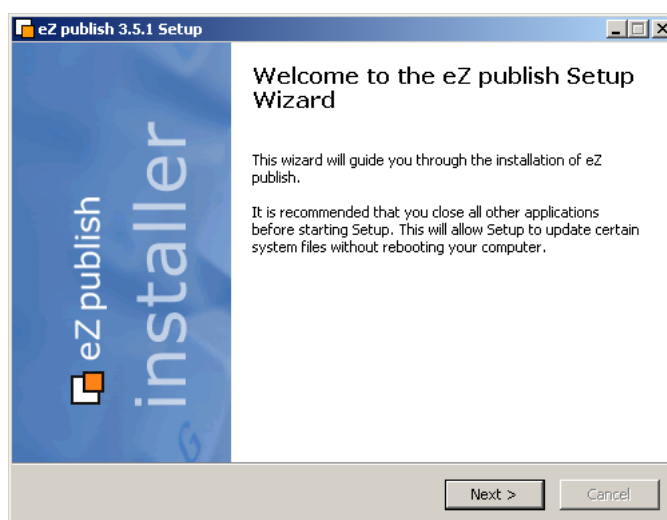 eZ publish 3.5.1 Setup
eZ publish
installer
Welcome to the eZ publish Setup
Wizard
This wizard will guide you through the installation of eZ
publish.
It is recommended that you close all other applications
before starting Setup. This will allow Setup to update certain
system files without rebooting your computer.
Next >
Cancel